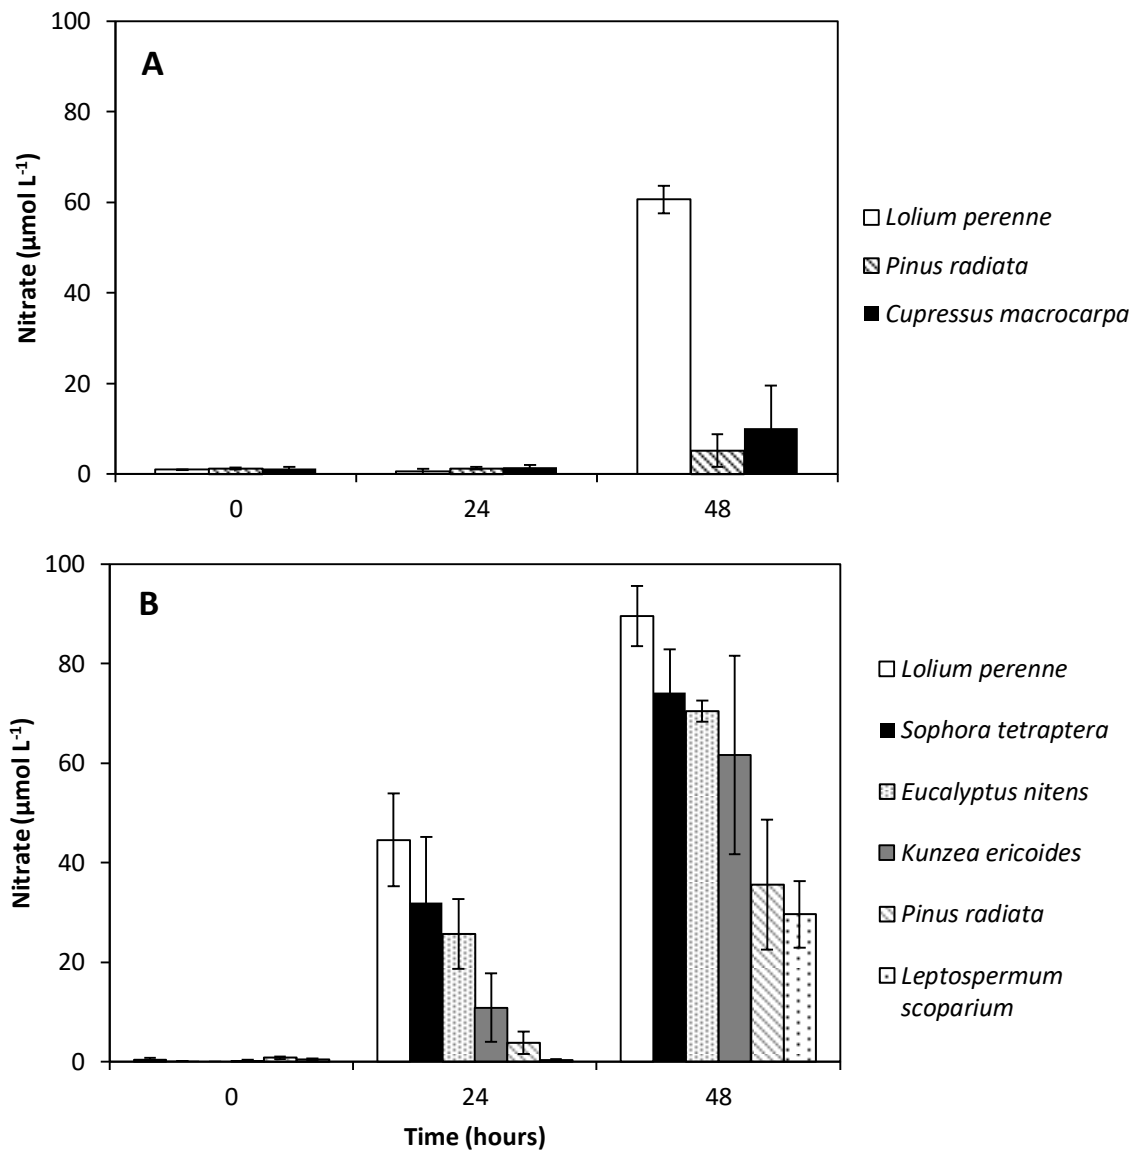 A
100
80
60
40
20
0
Nitrate (µmol L⁻¹)
0 24 48
Lolium perenne
Pinus radiata
Cupressus macrocarpa
B
100
80
60
40
20
0
Nitrate (µmol L⁻¹)
0 24 48
Time (hours)
Lolium perenne
Sophora tetraptera
Eucalyptus nitens
Kunzea ericoides
Pinus radiata
Leptospermum
scoparium